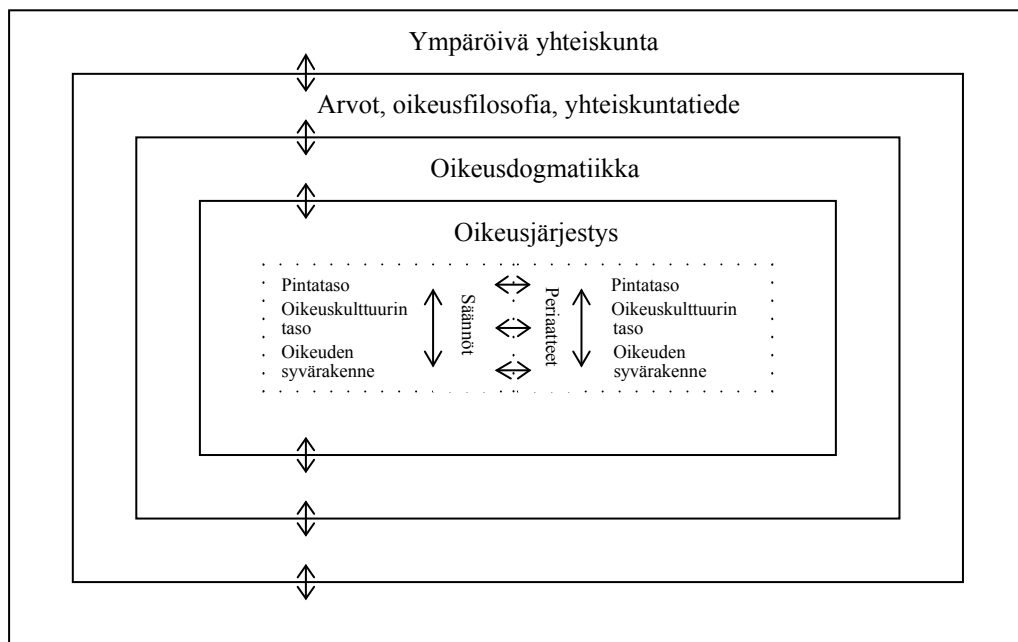 Ympäröivä yhteiskunta
Arvot, oikeusfilosofia, yhteiskuntatiede
Oikeusdogmatiikka
Oikeusjärjestys
Pintataso
Oikeuskulttuurin
taso
Oikeuden
syvärakenne
Säännöt
Periaatteet
Pintataso
Oikeuskulttuurin
taso
Oikeuden
syvärakenne